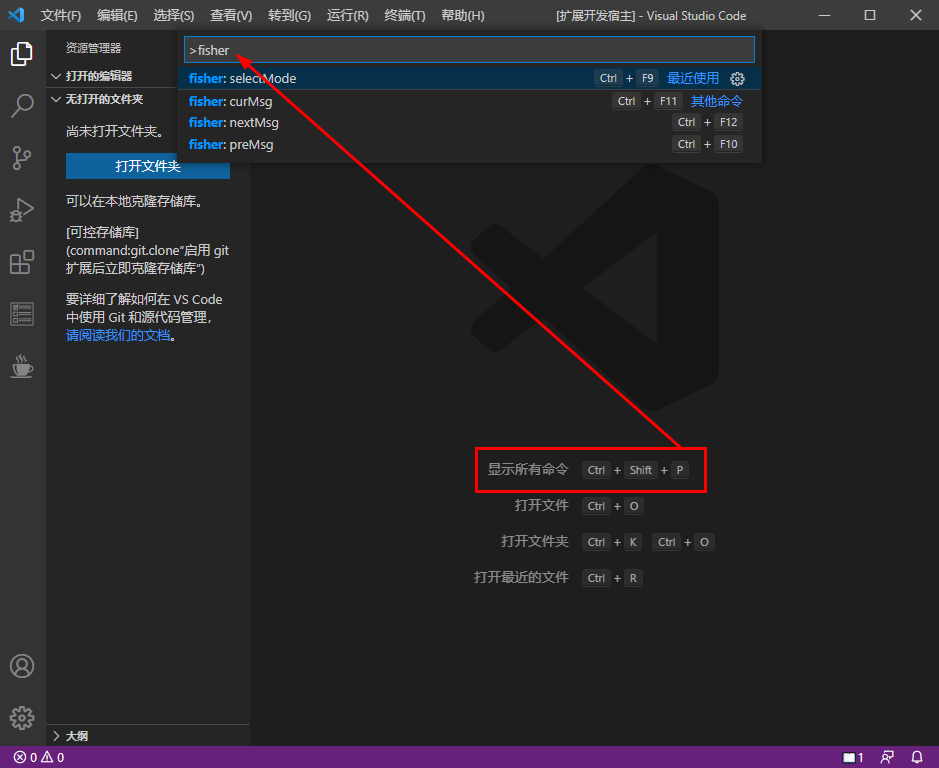 文件(F) 编辑(E) 选择(S) 查看(V) 转到(G) 运行(R) 终端(T) 帮助(H) [扩展开发宿主] - Visual Studio Code
>fisher
fisher: selectMode Ctrl + F9 最近使用
fisher: curMsg Ctrl + F11 其他命令
fisher: nextMsg Ctrl + F12
fisher: preMsg Ctrl + F10
资源管理器
打开的编辑器
无打开的文件夹
尚未打开文件夹。
打开文件夹
可以在本地克隆存储库。
[可控存储库]
(command:git.clone“启用 git
扩展后立即克隆存储库”)
要详细了解如何在 VS Code
中使用 Git 和源代码管理，
请阅读我们的文档。
显示所有命令 Ctrl + Shift + P
打开文件 Ctrl + O
打开文件夹 Ctrl + K Ctrl + O
打开最近的文件 Ctrl + R
大纲
0 0 1